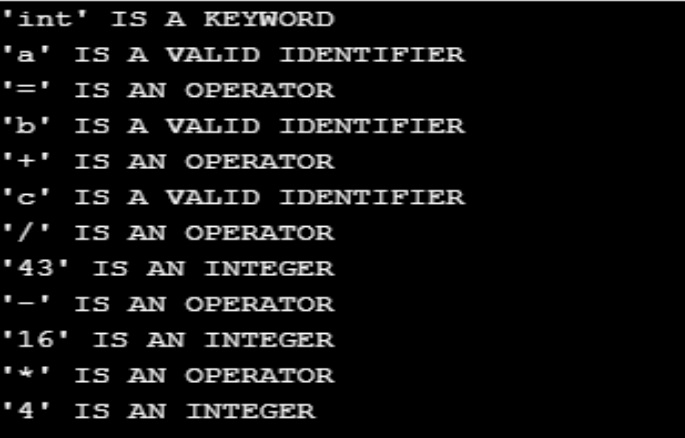 'int' IS A KEYWORD
'a' IS A VALID IDENTIFIER
'=' IS AN OPERATOR
'b' IS A VALID IDENTIFIER
'+' IS AN OPERATOR
'c' IS A VALID IDENTIFIER
'/' IS AN OPERATOR
'43' IS AN INTEGER
'-' IS AN OPERATOR
'16' IS AN INTEGER
'*' IS AN OPERATOR
'4' IS AN INTEGER